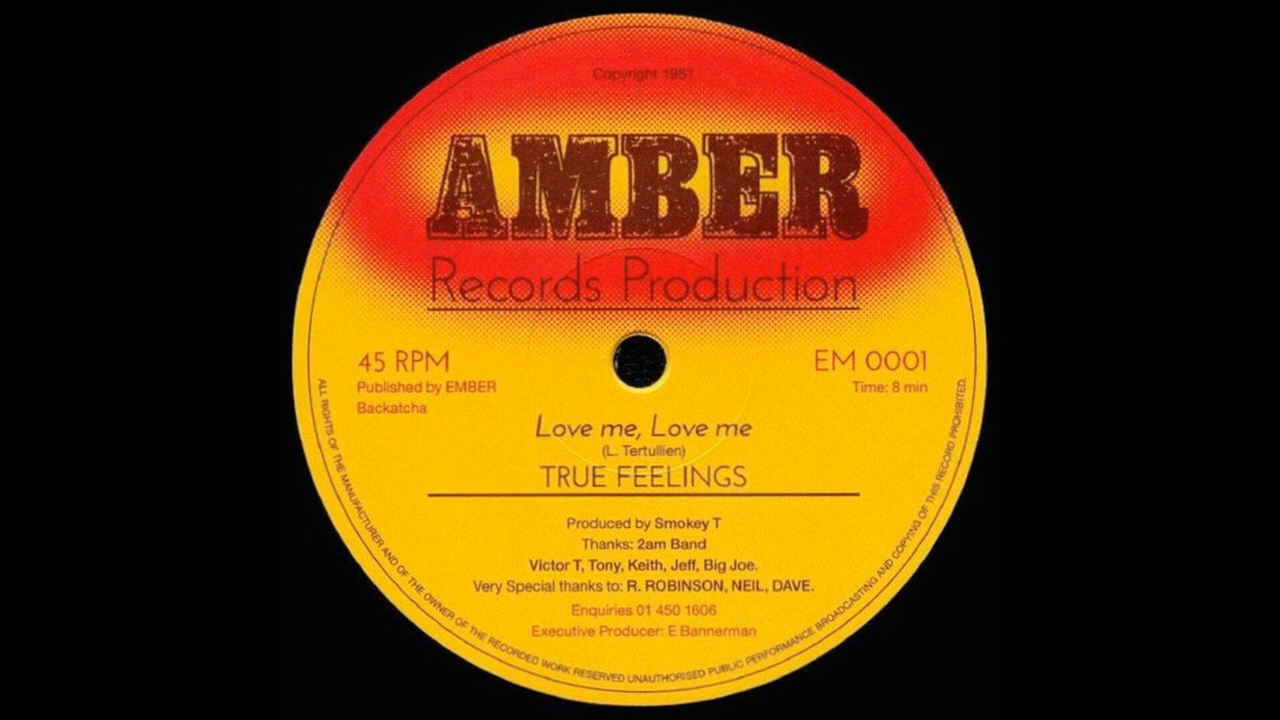 Copyright 1981
AMBER
Records Production
45 RPM
EM 0001
Published by EMBER
Time: 8 min
Backatcha
Love me, Love me
(L. Tertullien)
TRUE FEELINGS
Produced by Smokey T
Thanks: 2am Band
Victor T, Tony, Keith, Jeff, Big Joe.
Very Special thanks to: R. ROBINSON, NEIL, DAVE.
Enquiries 01 450 1606
Executive Producer: E Bannerman
ALL RIGHTS OF THE MANUFACTURER AND OF THE OWNER OF THE RECORDED WORK RESERVED UNAUTHORISED PUBLIC PERFORMANCE BROADCASTING AND COPYING OF THIS RECORD PROHIBITED.